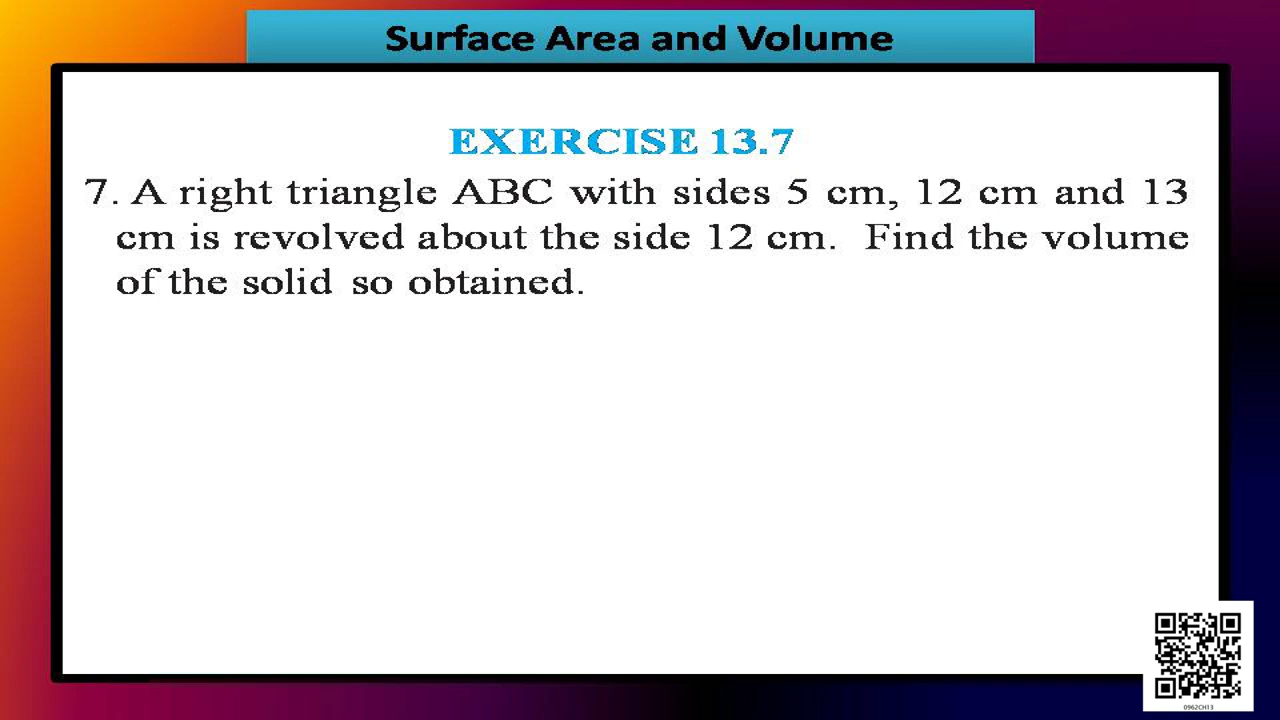 Surface Area and Volume
EXERCISE 13.7
7. A right triangle ABC with sides 5 cm, 12 cm and 13
cm is revolved about the side 12 cm. Find the volume
of the solid so obtained.
0962CH13